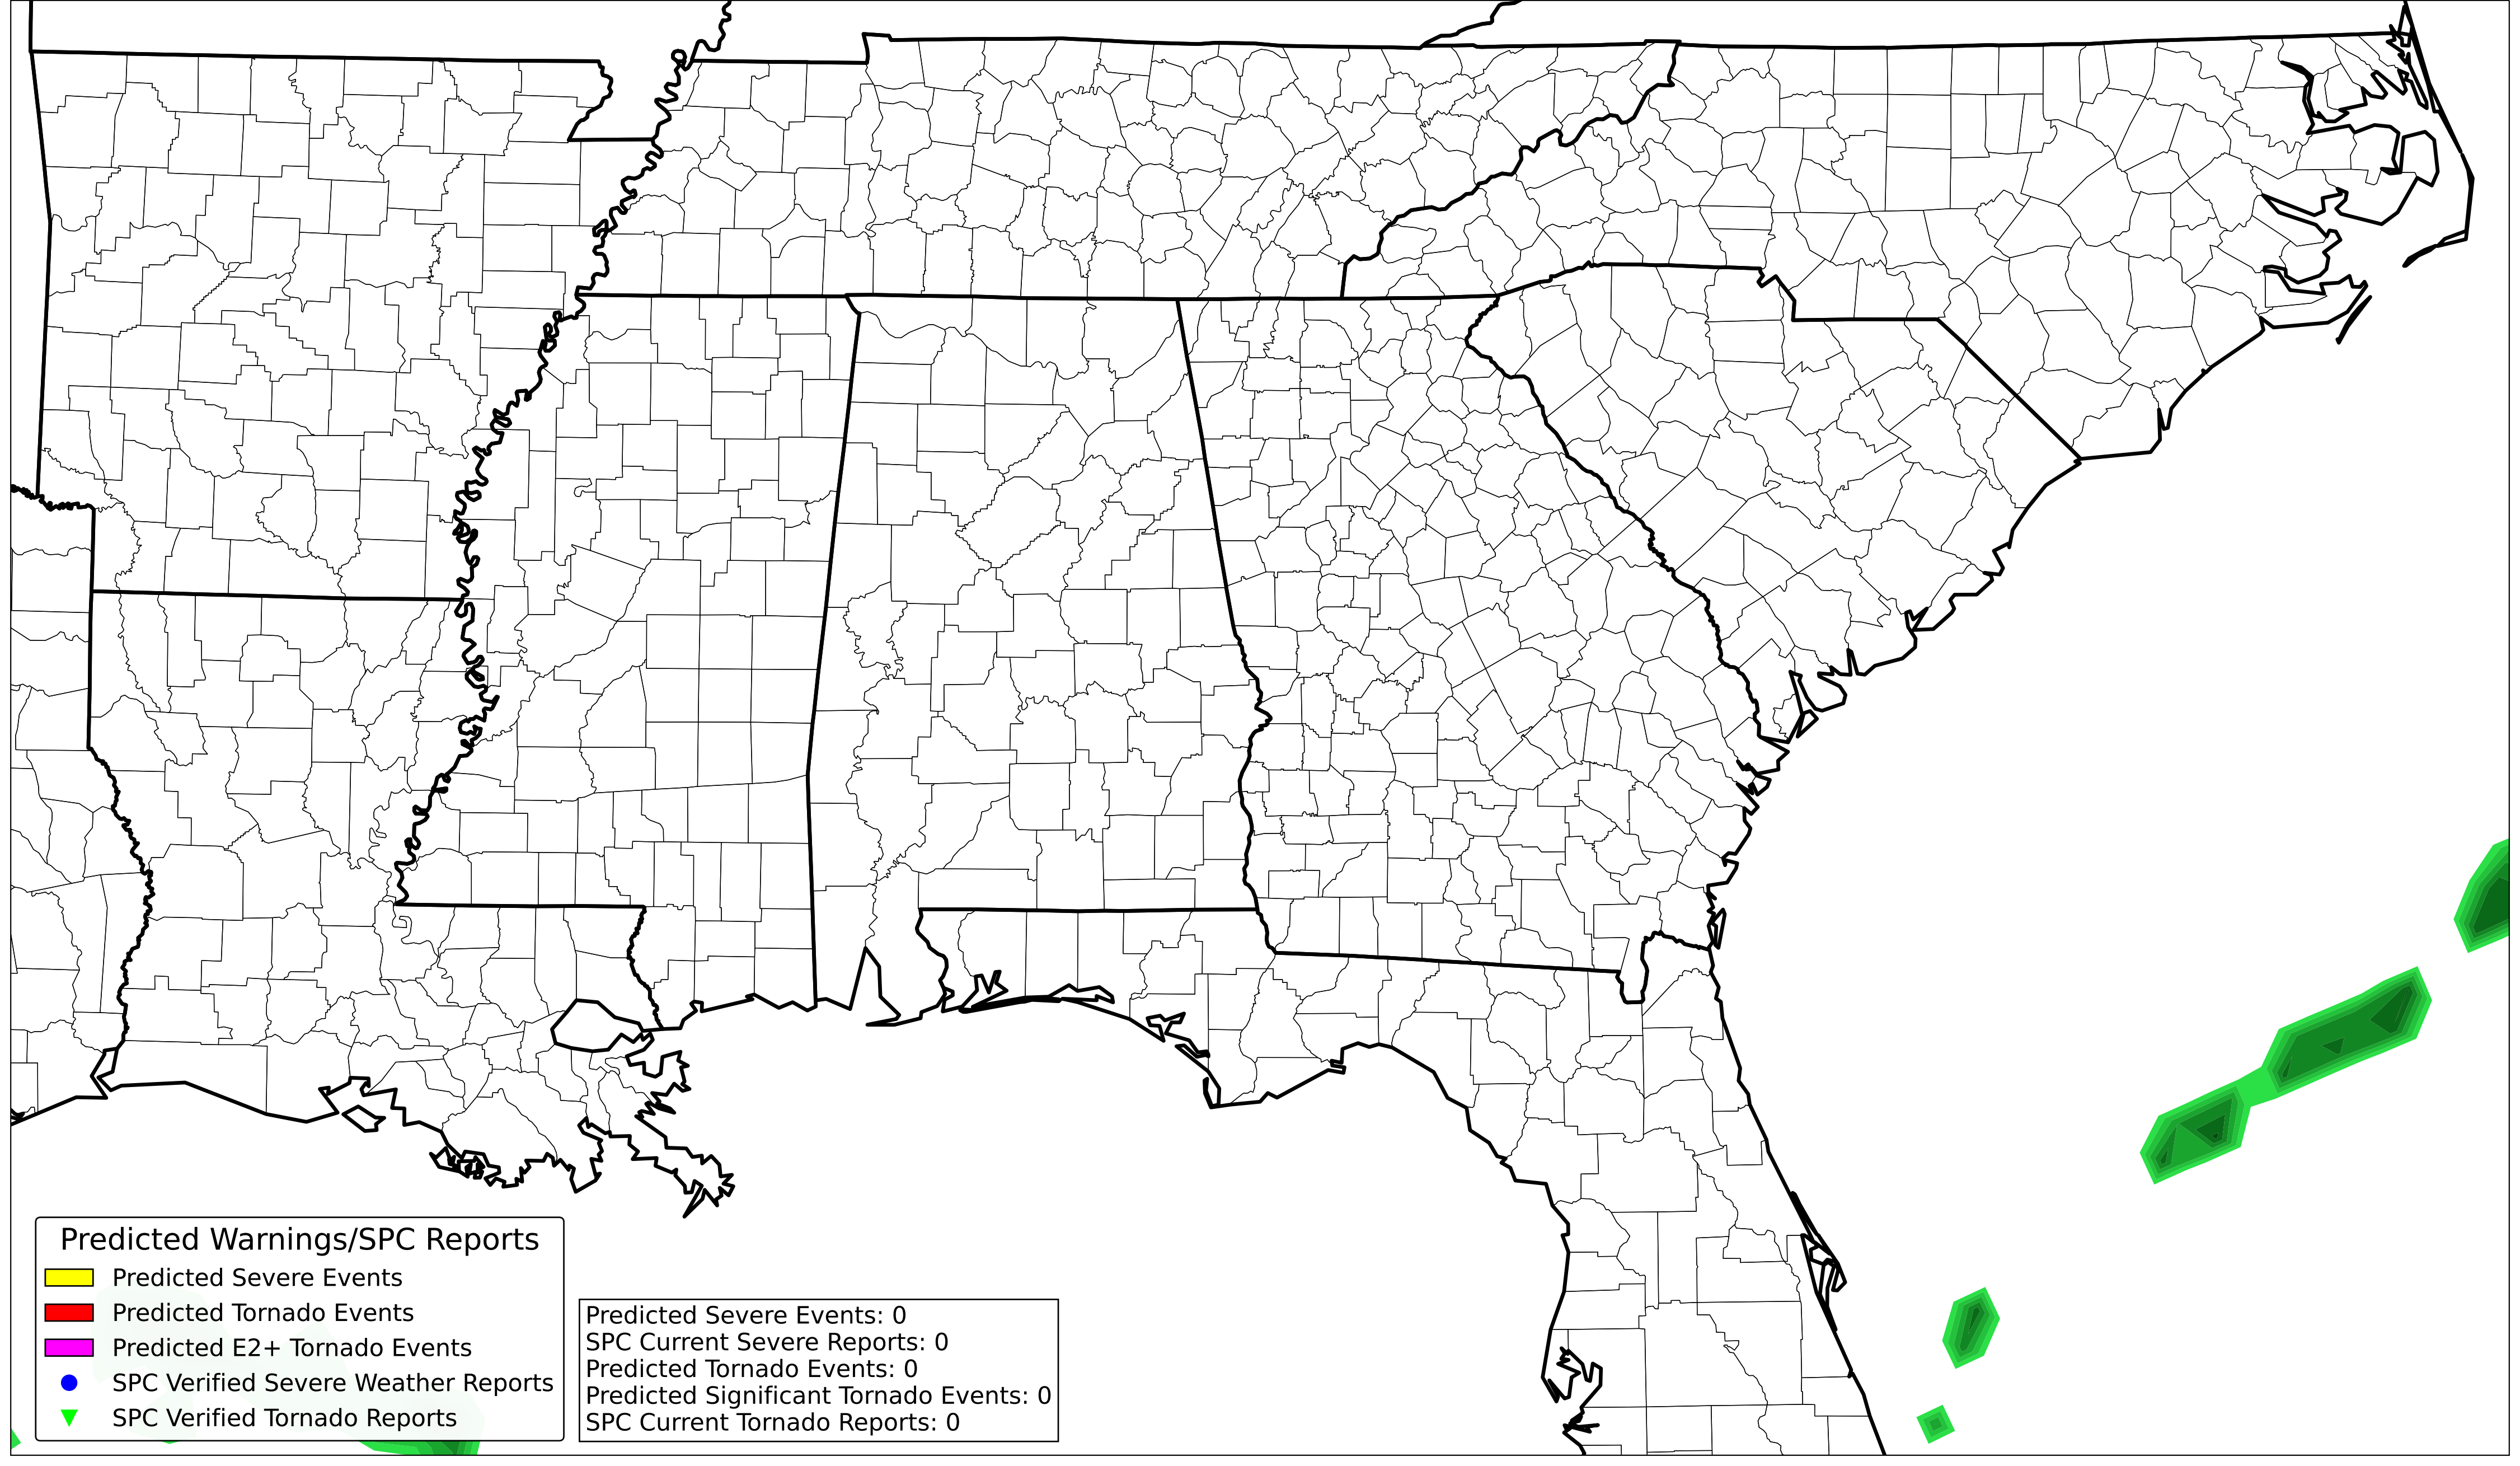 Predicted Warnings/SPC Reports
Predicted Severe Events
Predicted Tornado Events
Predicted E2+ Tornado Events
SPC Verified Severe Weather Reports
SPC Verified Tornado Reports
Predicted Severe Events: 0
SPC Current Severe Reports: 0
Predicted Tornado Events: 0
Predicted Significant Tornado Events: 0
SPC Current Tornado Reports: 0